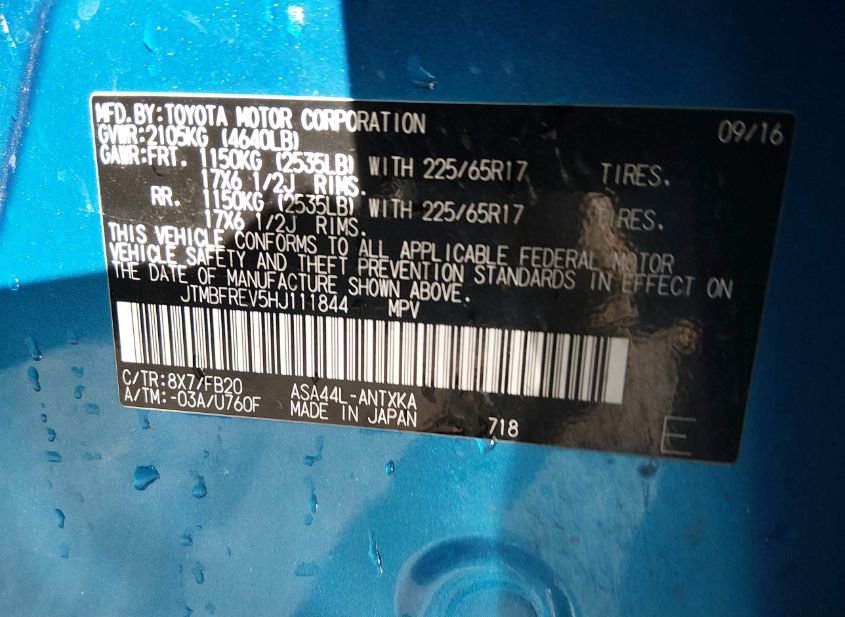 MFD.BY:TOYOTA MOTOR CORPORATION 09/16
GVWR:2105KG (4640LB)
GAWR:FRT. 1150KG (2535LB) WITH 225/65R17 TIRES.
17X6 1/2J RIMS.
RR. 1150KG (2535LB) WITH 225/65R17 TIRES.
17X6 1/2J RIMS.
THIS VEHICLE CONFORMS TO ALL APPLICABLE FEDERAL MOTOR
VEHICLE SAFETY AND THEFT PREVENTION STANDARDS IN EFFECT ON
THE DATE OF MANUFACTURE SHOWN ABOVE.
JTMBFREV5HJ111844 MPV
C/TR:8X7/FB20 ASA44L-ANTXKA
A/TM:-03A/U760F MADE IN JAPAN 718
E